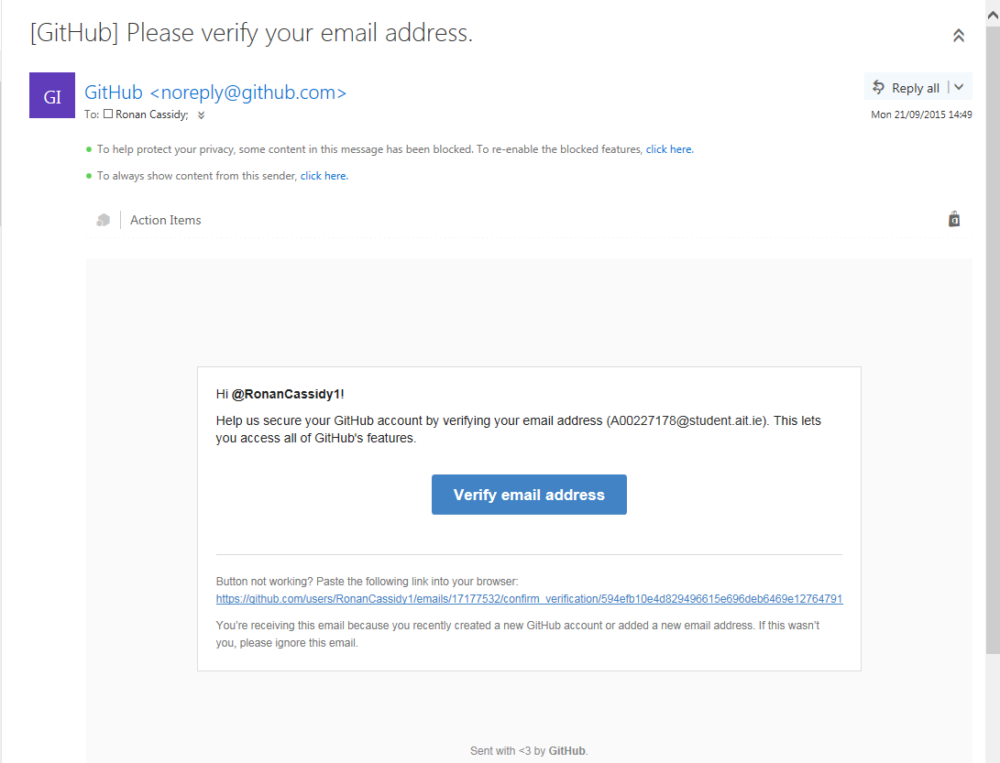 [GitHub] Please verify your email address.
GI
GitHub <noreply@github.com>
Reply all
To: Ronan Cassidy;
Mon 21/09/2015 14:49
To help protect your privacy, some content in this message has been blocked. To re-enable the blocked features, click here.
To always show content from this sender, click here.
Action Items
Hi @RonanCassidy1!
Help us secure your GitHub account by verifying your email address (A00227178@student.ait.ie). This lets
you access all of GitHub's features.
Verify email address
Button not working? Paste the following link into your browser:
https://github.com/users/RonanCassidy1/emails/17177532/confirm_verification/594efb10e4d829496615e696deb6469e12764791
You're receiving this email because you recently created a new GitHub account or added a new email address. If this wasn't
you, please ignore this email.
Sent with <3 by GitHub.